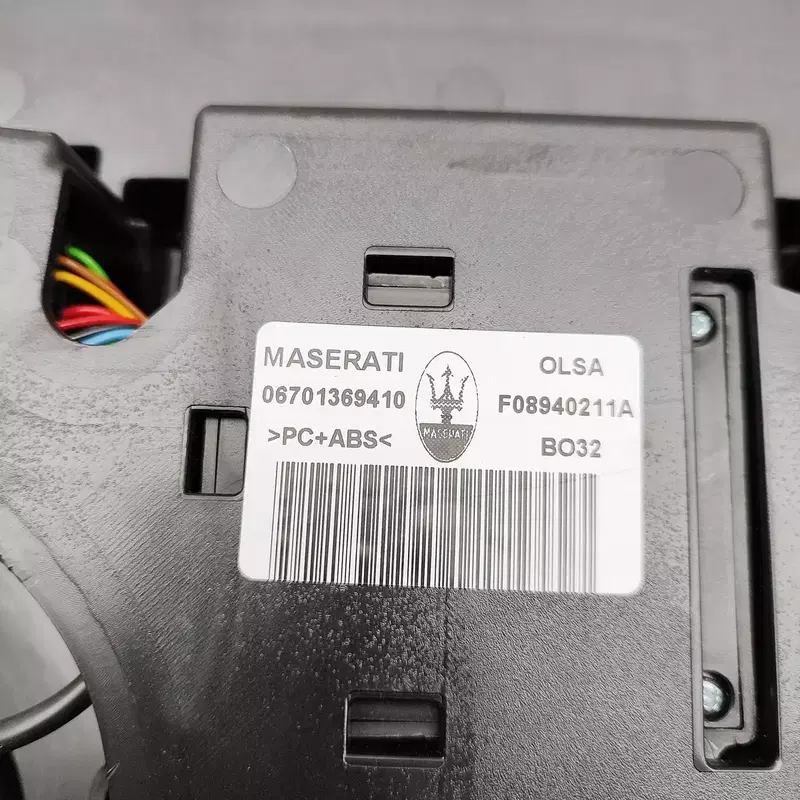 MASERATI OLSA
06701369410 F08940211A
>PC+ABS< BO32
MASERATI